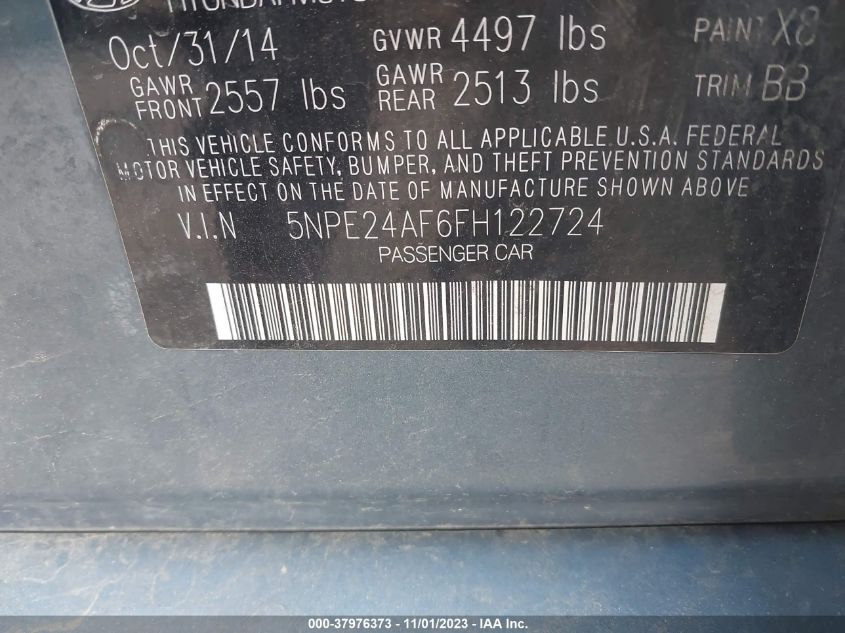 HYUNDAI MOTOR
Oct/31/14 GVWR 4497 lbs PAINT X8
GAWR FRONT 2557 lbs GAWR REAR 2513 lbs TRIM BB
THIS VEHICLE CONFORMS TO ALL APPLICABLE U.S.A. FEDERAL
MOTOR VEHICLE SAFETY, BUMPER, AND THEFT PREVENTION STANDARDS
IN EFFECT ON THE DATE OF MANUFACTURE SHOWN ABOVE
V.I.N 5NPE24AF6FH122724
PASSENGER CAR
000-37976373 - 11/01/2023 - IAA Inc.